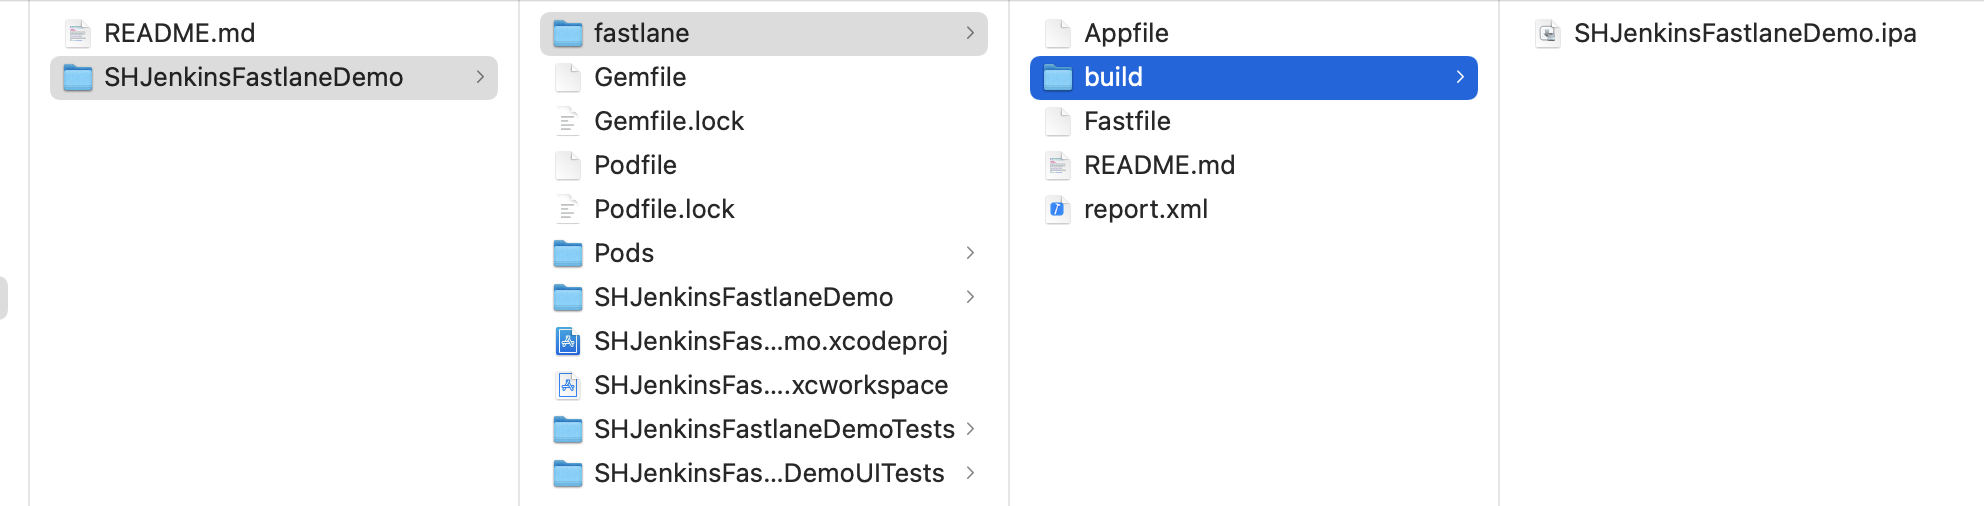 README.md
SHJenkinsFastlaneDemo
fastlane
Gemfile
Gemfile.lock
Podfile
Podfile.lock
Pods
SHJenkinsFastlaneDemo
SHJenkinsFas...mo.xcodeproj
SHJenkinsFas....xcworkspace
SHJenkinsFastlaneDemoTests
SHJenkinsFas...DemoUITests
Appfile
build
Fastfile
README.md
report.xml
SHJenkinsFastlaneDemo.ipa